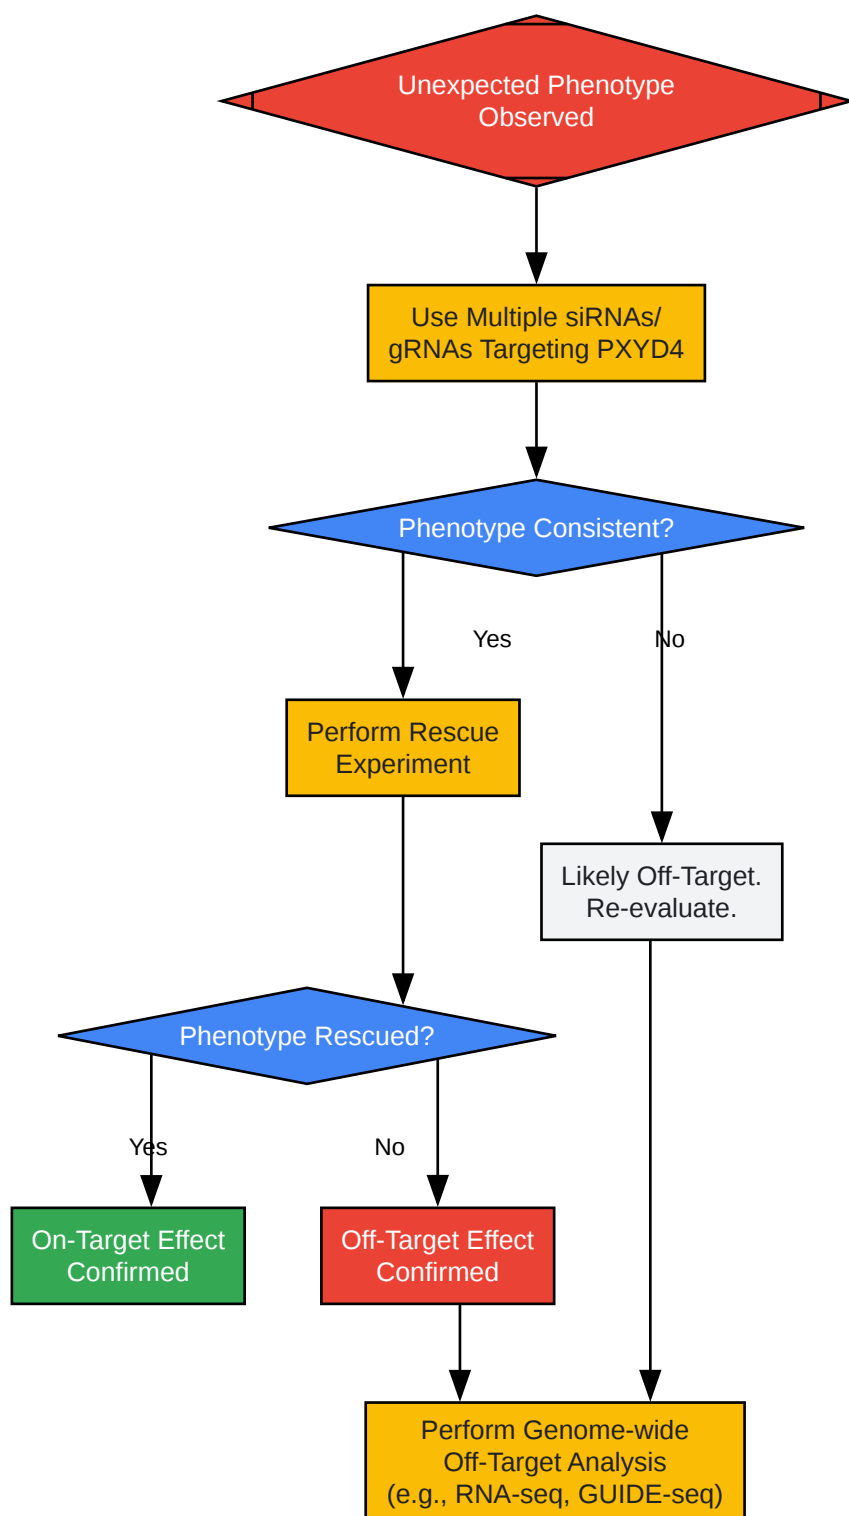 Unexpected Phenotype
Observed
Use Multiple siRNAs/
gRNAs Targeting PXYD4
Phenotype Consistent?
Yes
No
Perform Rescue
Experiment
Likely Off-Target.
Re-evaluate.
Phenotype Rescued?
Yes
No
On-Target Effect
Confirmed
Off-Target Effect
Confirmed
Perform Genome-wide
Off-Target Analysis
(e.g., RNA-seq, GUIDE-seq)